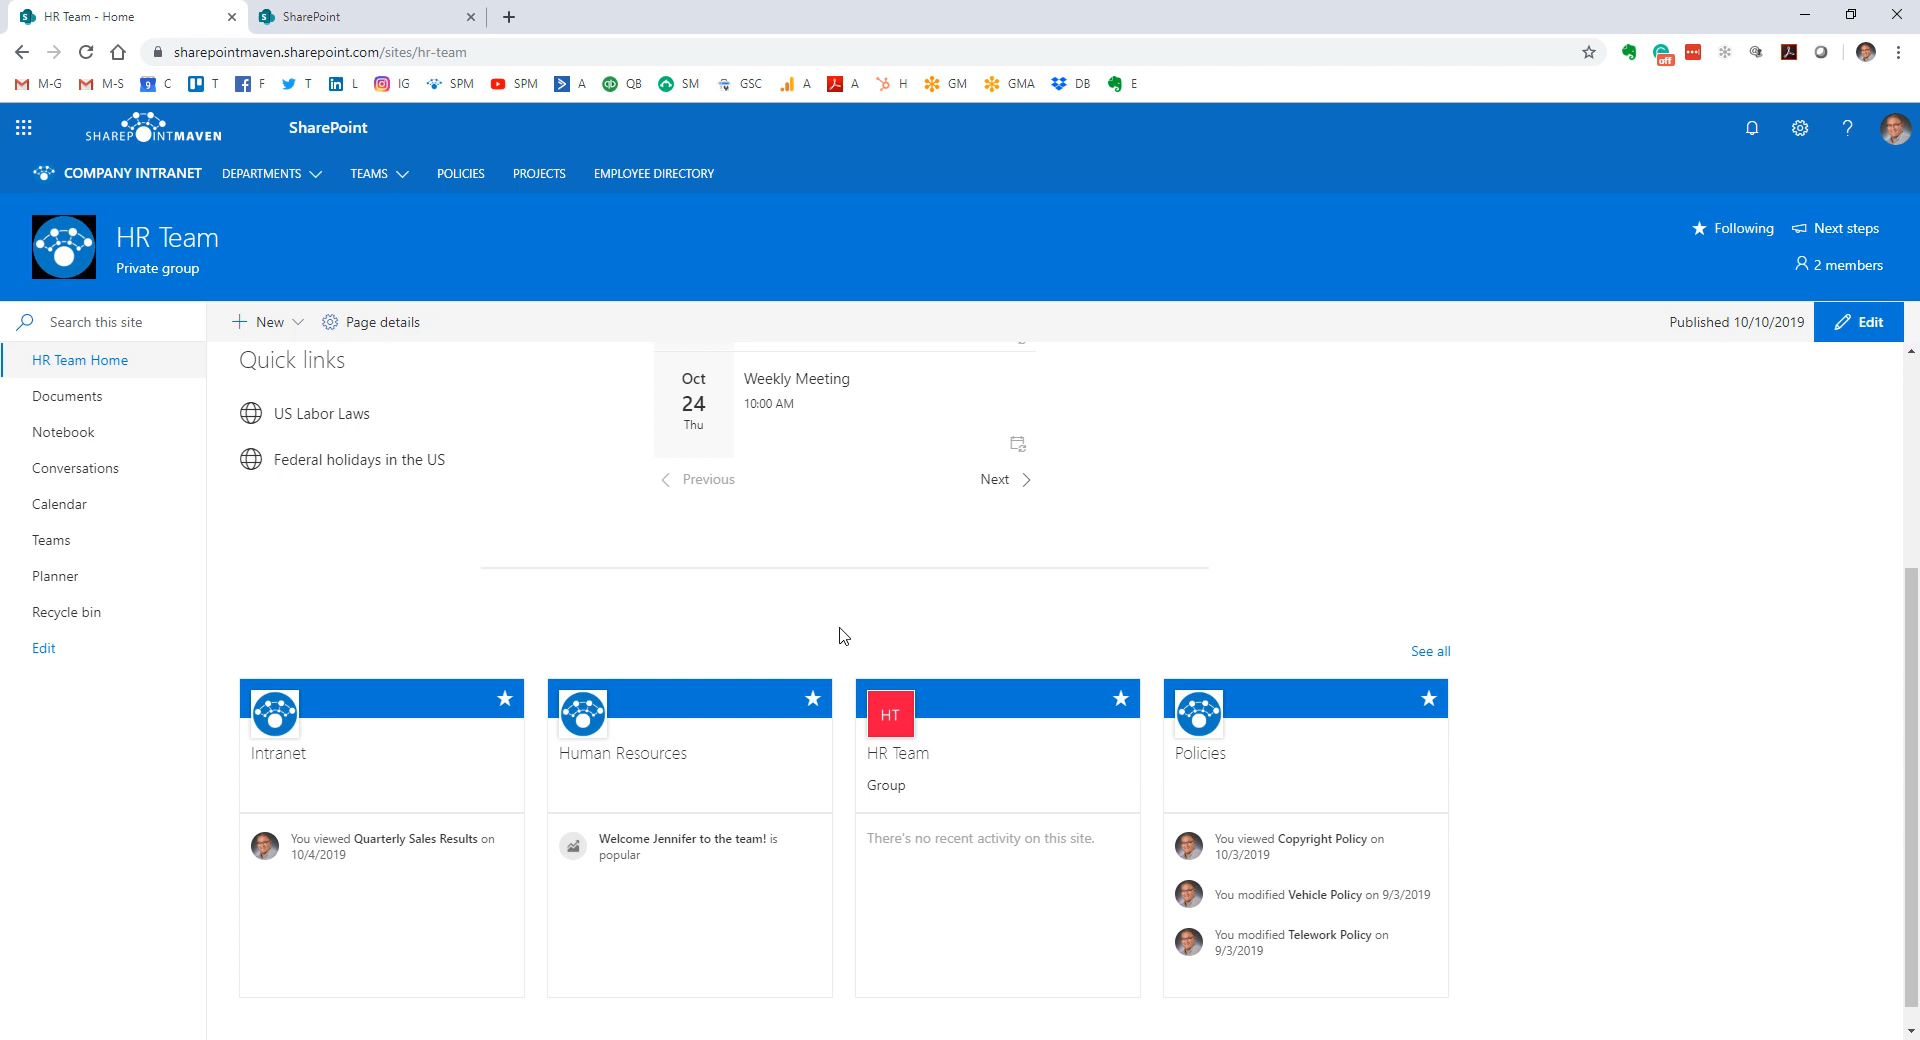 HR Team - Home
SharePoint
sharepointmaven.sharepoint.com/sites/hr-team
off
M-G
M-S
9 C
T
F
T
L
IG
SPM
SPM
A
QB
SM
GSC
A
A
H
GM
GMA
DB
E
SHAREPOINTMAVEN
SharePoint
COMPANY INTRANET
DEPARTMENTS
TEAMS
POLICIES
PROJECTS
EMPLOYEE DIRECTORY
HR Team
Private group
Following
Next steps
2 members
Search this site
New
Page details
Published 10/10/2019
Edit
HR Team Home
Documents
Notebook
Conversations
Calendar
Teams
Planner
Recycle bin
Edit
Quick links
US Labor Laws
Federal holidays in the US
Oct
24
Thu
Weekly Meeting
10:00 AM
Previous
Next
See all
Intranet
You viewed Quarterly Sales Results on
10/4/2019
Human Resources
Welcome Jennifer to the team! is
popular
HT
HR Team
Group
There's no recent activity on this site.
Policies
You viewed Copyright Policy on
10/3/2019
You modified Vehicle Policy on 9/3/2019
You modified Telework Policy on
9/3/2019